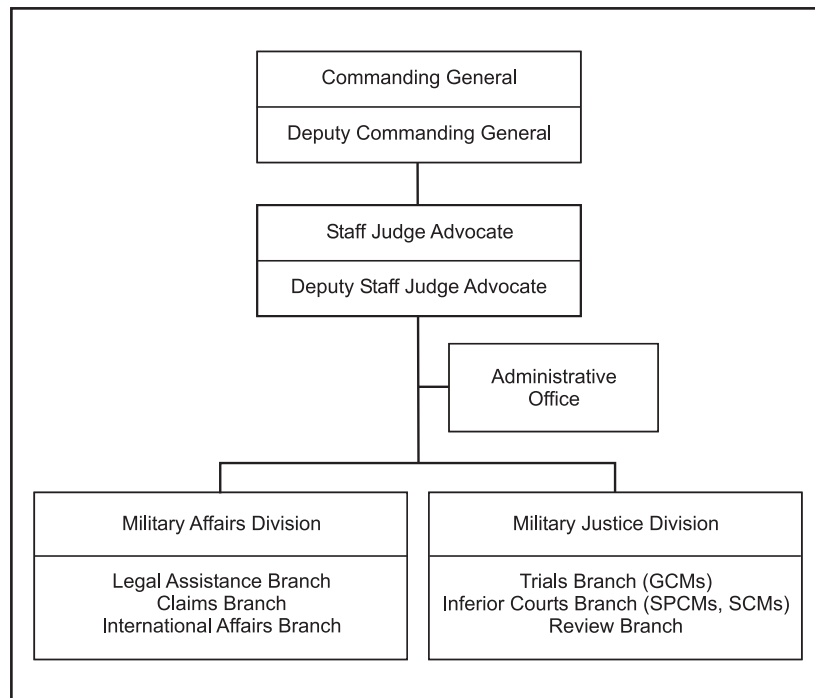 Commanding General
Deputy Commanding General
Staff Judge Advocate
Deputy Staff Judge Advocate
Administrative
Office
Military Affairs Division
Legal Assistance Branch
Claims Branch
International Affairs Branch
Military Justice Division
Trials Branch (GCMs)
Inferior Courts Branch (SPCMs, SCMs)
Review Branch